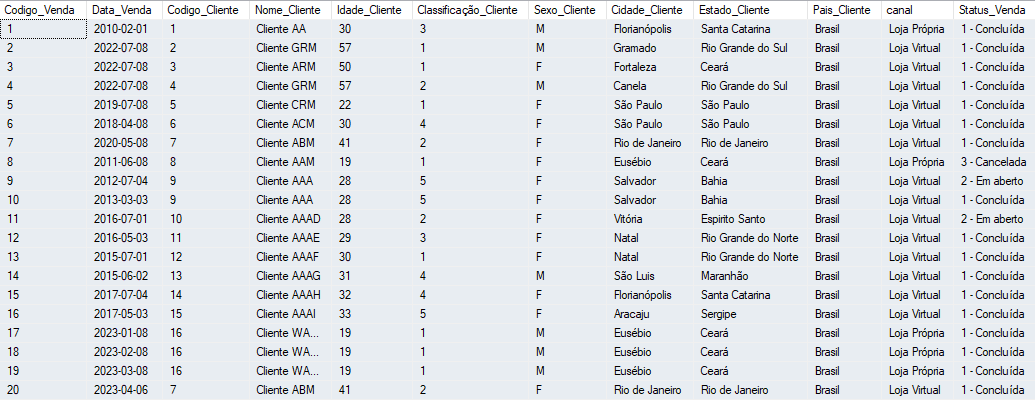 Codigo_Venda Data_Venda Codigo_Cliente Nome_Cliente Idade_Cliente Classificação_Cliente Sexo_Cliente Cidade_Cliente Estado_Cliente Pais_Cliente canal Status_Venda
1 2010-02-01 1 Cliente AA 30 3 M Florianópolis Santa Catarina Brasil Loja Própria 1 - Concluída
2 2022-07-08 2 Cliente GRM 57 1 M Gramado Rio Grande do Sul Brasil Loja Virtual 1 - Concluída
3 2022-07-08 3 Cliente ARM 50 1 F Fortaleza Ceará Brasil Loja Virtual 1 - Concluída
4 2022-07-08 4 Cliente GRM 57 2 M Canela Rio Grande do Sul Brasil Loja Virtual 1 - Concluída
5 2019-07-08 5 Cliente CRM 22 1 F São Paulo São Paulo Brasil Loja Virtual 1 - Concluída
6 2018-04-08 6 Cliente ACM 30 4 F São Paulo São Paulo Brasil Loja Virtual 1 - Concluída
7 2020-05-08 7 Cliente ABM 41 2 F Rio de Janeiro Rio de Janeiro Brasil Loja Virtual 1 - Concluída
8 2011-06-08 8 Cliente AAM 19 1 F Eusébio Ceará Brasil Loja Própria 3 - Cancelada
9 2012-07-04 9 Cliente AAA 28 5 F Salvador Bahia Brasil Loja Virtual 2 - Em aberto
10 2013-03-03 9 Cliente AAA 28 5 F Salvador Bahia Brasil Loja Virtual 1 - Concluída
11 2016-07-01 10 Cliente AAAD 28 2 F Vitória Espirito Santo Brasil Loja Virtual 2 - Em aberto
12 2016-05-03 11 Cliente AAAE 29 3 F Natal Rio Grande do Norte Brasil Loja Virtual 1 - Concluída
13 2015-07-01 12 Cliente AAAF 30 1 F Natal Rio Grande do Norte Brasil Loja Virtual 1 - Concluída
14 2015-06-02 13 Cliente AAAG 31 4 M São Luis Maranhão Brasil Loja Virtual 1 - Concluída
15 2017-07-04 14 Cliente AAAH 32 4 F Florianópolis Santa Catarina Brasil Loja Virtual 1 - Concluída
16 2017-05-03 15 Cliente AAAI 33 5 F Aracaju Sergipe Brasil Loja Virtual 1 - Concluída
17 2023-01-08 16 Cliente WA... 19 1 M Eusébio Ceará Brasil Loja Própria 1 - Concluída
18 2023-02-08 16 Cliente WA... 19 1 M Eusébio Ceará Brasil Loja Própria 1 - Concluída
19 2023-03-08 16 Cliente WA... 19 1 M Eusébio Ceará Brasil Loja Própria 1 - Concluída
20 2023-04-06 7 Cliente ABM 41 2 F Rio de Janeiro Rio de Janeiro Brasil Loja Virtual 1 - Concluída